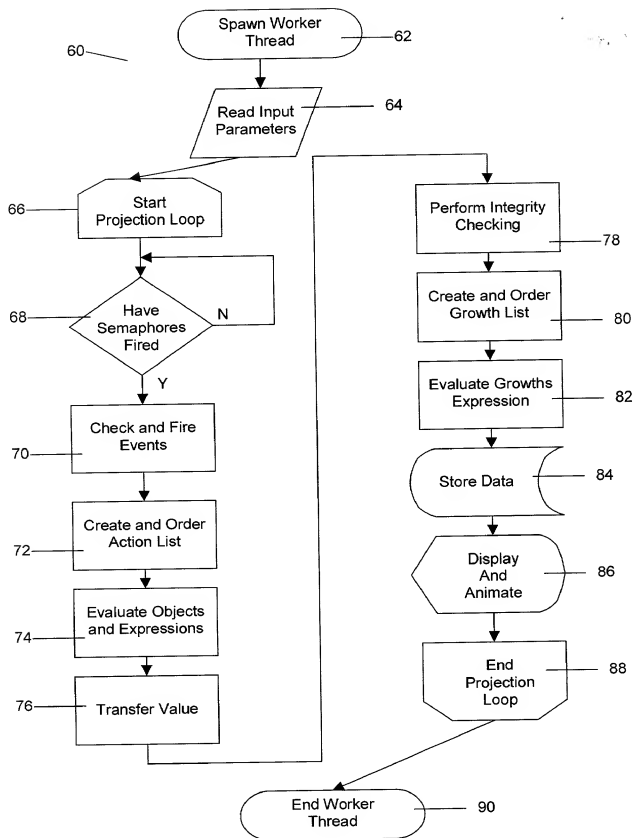 60
Spawn Worker
Thread
62
Read Input
Parameters
64
66
Start
Projection Loop
68
Have
Semaphores
Fired
N
Y
70
Check and Fire
Events
72
Create and Order
Action List
74
Evaluate Objects
and Expressions
76
Transfer Value
Perform Integrity
Checking
78
Create and Order
Growth List
80
Evaluate Growths
Expression
82
Store Data
84
Display
And
Animate
86
End
Projection
Loop
88
End Worker
Thread
90